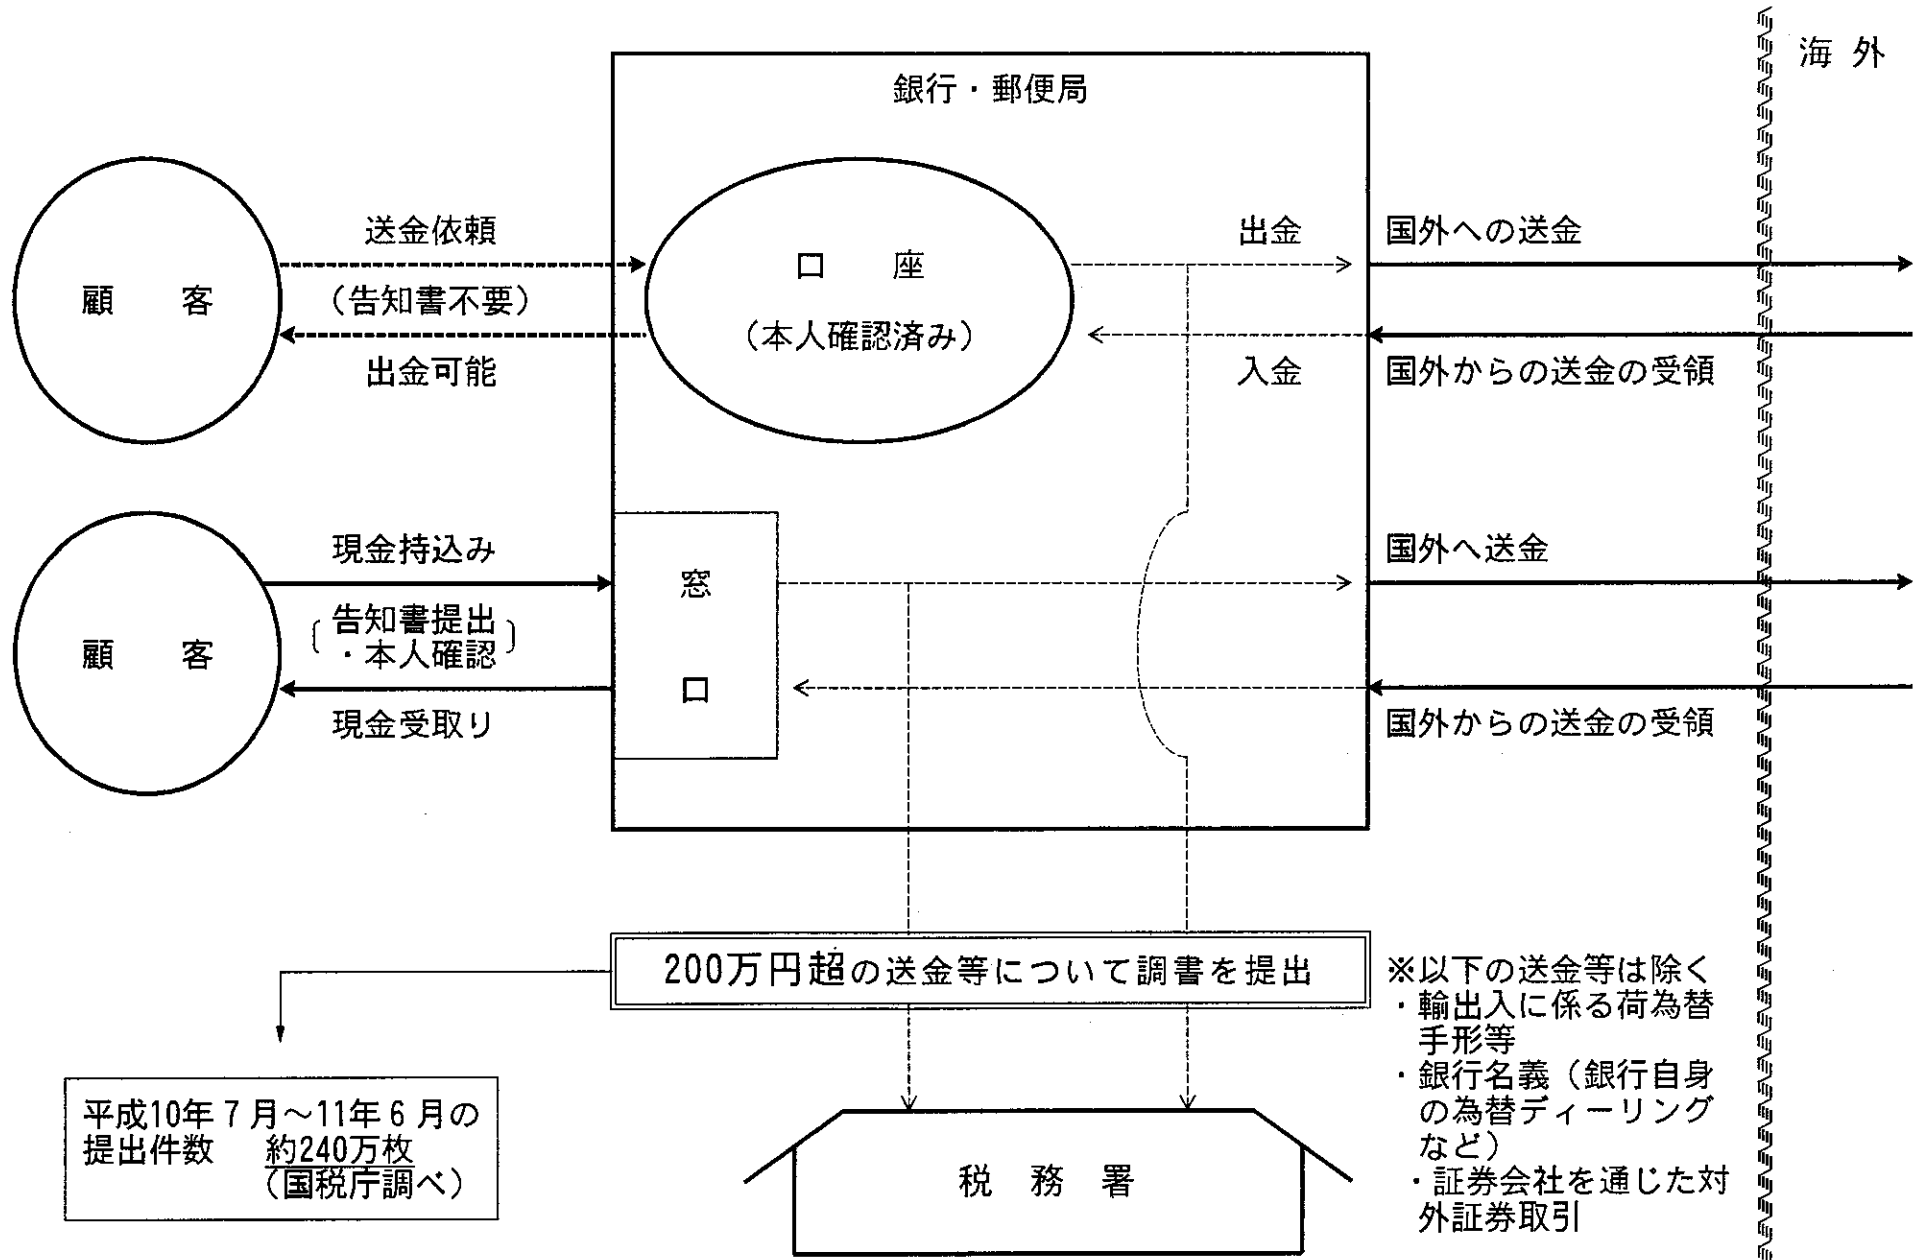 海 外
銀行・郵便局
送金依頼
(告知書不要)
出金可能
顧 客
口 座
(本人確認済み)
出金
入金
国外への送金
国外からの送金の受領
顧 客
現金持込み
告知書提出
・本人確認
現金受取り
窓
口
国外へ送金
国外からの送金の受領
200万円超の送金等について調書を提出
※以下の送金等は除く
・輸出入に係る荷為替
手形等
・銀行名義(銀行自身
の為替ディーリング
など)
・証券会社を通じた対
外証券取引
平成10年7月~11年6月の
提出件数 約240万枚
(国税庁調べ)
税 務 署